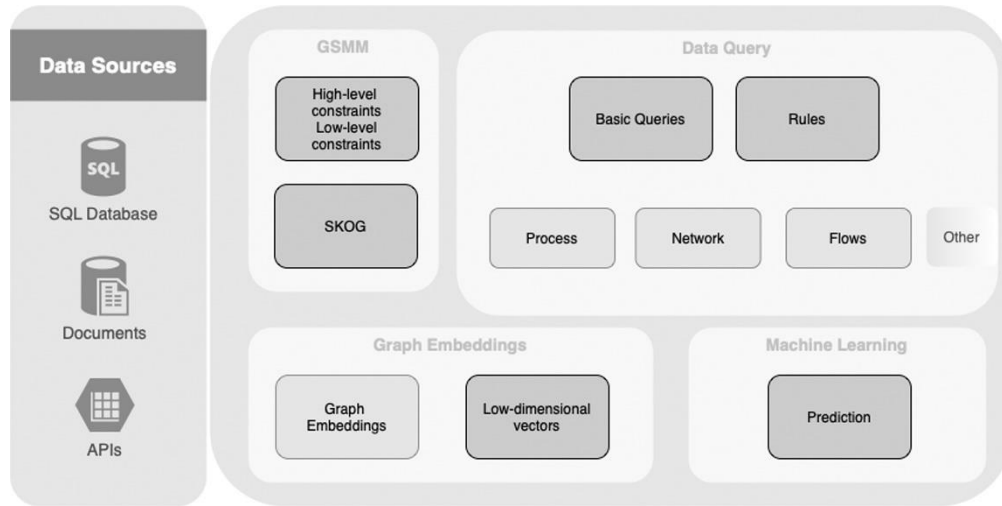 Data Sources
SQL
SQL Database
Documents
APIs
GSMM
High-level
constraints
Low-level
constraints
SKOG
Data Query
Basic Queries
Rules
Process
Network
Flows
Other
Graph Embeddings
Graph
Embeddings
Low-dimensional
vectors
Machine Learning
Prediction